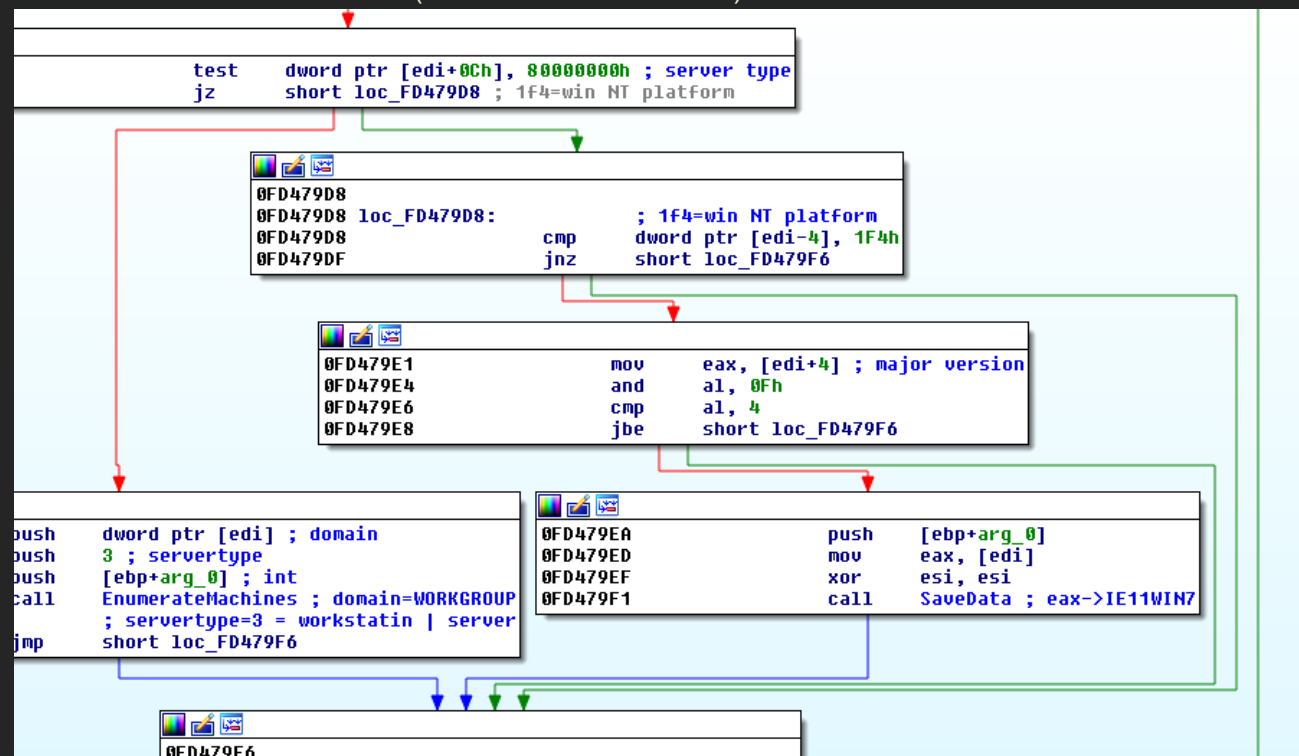 test dword ptr [edi+0Ch], 80000000h ; server type
jz short loc_FD479D8 ; 1f4=win NT platform
0FD479D8
0FD479D8 loc_FD479D8: ; 1f4=win NT platform
0FD479D8 cmp dword ptr [edi-4], 1F4h
0FD479DF jnz short loc_FD479F6
0FD479E1 mov eax, [edi+4] ; major version
0FD479E4 and al, 0Fh
0FD479E6 cmp al, 4
0FD479E8 jbe short loc_FD479F6
push dword ptr [edi] ; domain
push 3 ; servertype
push [ebp+arg_0] ; int
call EnumerateMachines ; domain=WORKGROUP
; servertype=3 = workstatin | server
jmp short loc_FD479F6
0FD479EA push [ebp+arg_0]
0FD479ED mov eax, [edi]
0FD479EF xor esi, esi
0FD479F1 call SaveData ; eax->IE11WIN7
0FD479F6